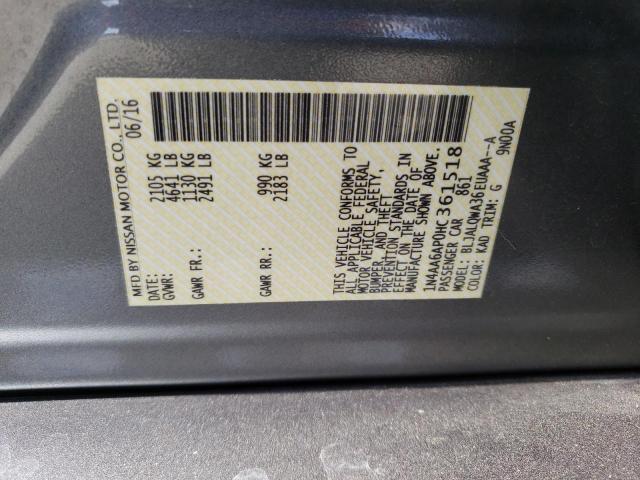 MFD BY NISSAN MOTOR CO., LTD.
DATE: 06/16
GVWR: 2105 KG
4641 LB
GAWR FR: 1130 KG
2491 LB
GAWR RR: 990 KG
2183 LB
THIS VEHICLE CONFORMS TO
ALL APPLICABLE FEDERAL
MOTOR VEHICLE SAFETY,
BUMPER, AND THEFT
PREVENTION STANDARDS IN
EFFECT ON THE DATE OF
MANUFACTURE SHOWN ABOVE.
1N4AA6AP0HC361518
PASSENGER CAR 861
MODEL: BLJALQWA36EUAAA--A
COLOR: KAD TRIM: G 9N00A